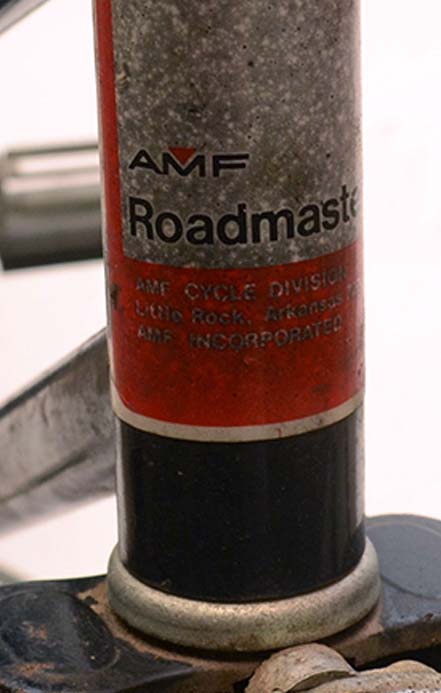 AMF
Roadmaste
AMF CYCLE DIVISION
Little Rock, Arkansas
AMF INCORPORATED